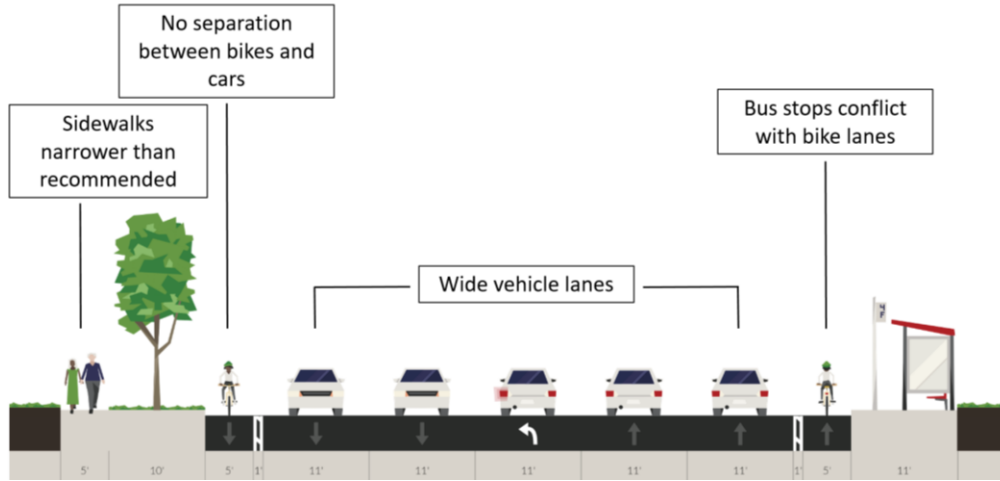 No separation
between bikes and
cars
Sidewalks
narrower than
recommended
Bus stops conflict
with bike lanes
Wide vehicle lanes
5' 10' 5' 1' 11' 11' 11' 11' 11' 1' 5' 11'